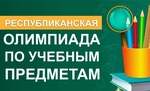 РЕСПУБЛИКАНСКАЯ
ОЛИМПИАДА
ПО УЧЕБНЫМ
ПРЕДМЕТАМ